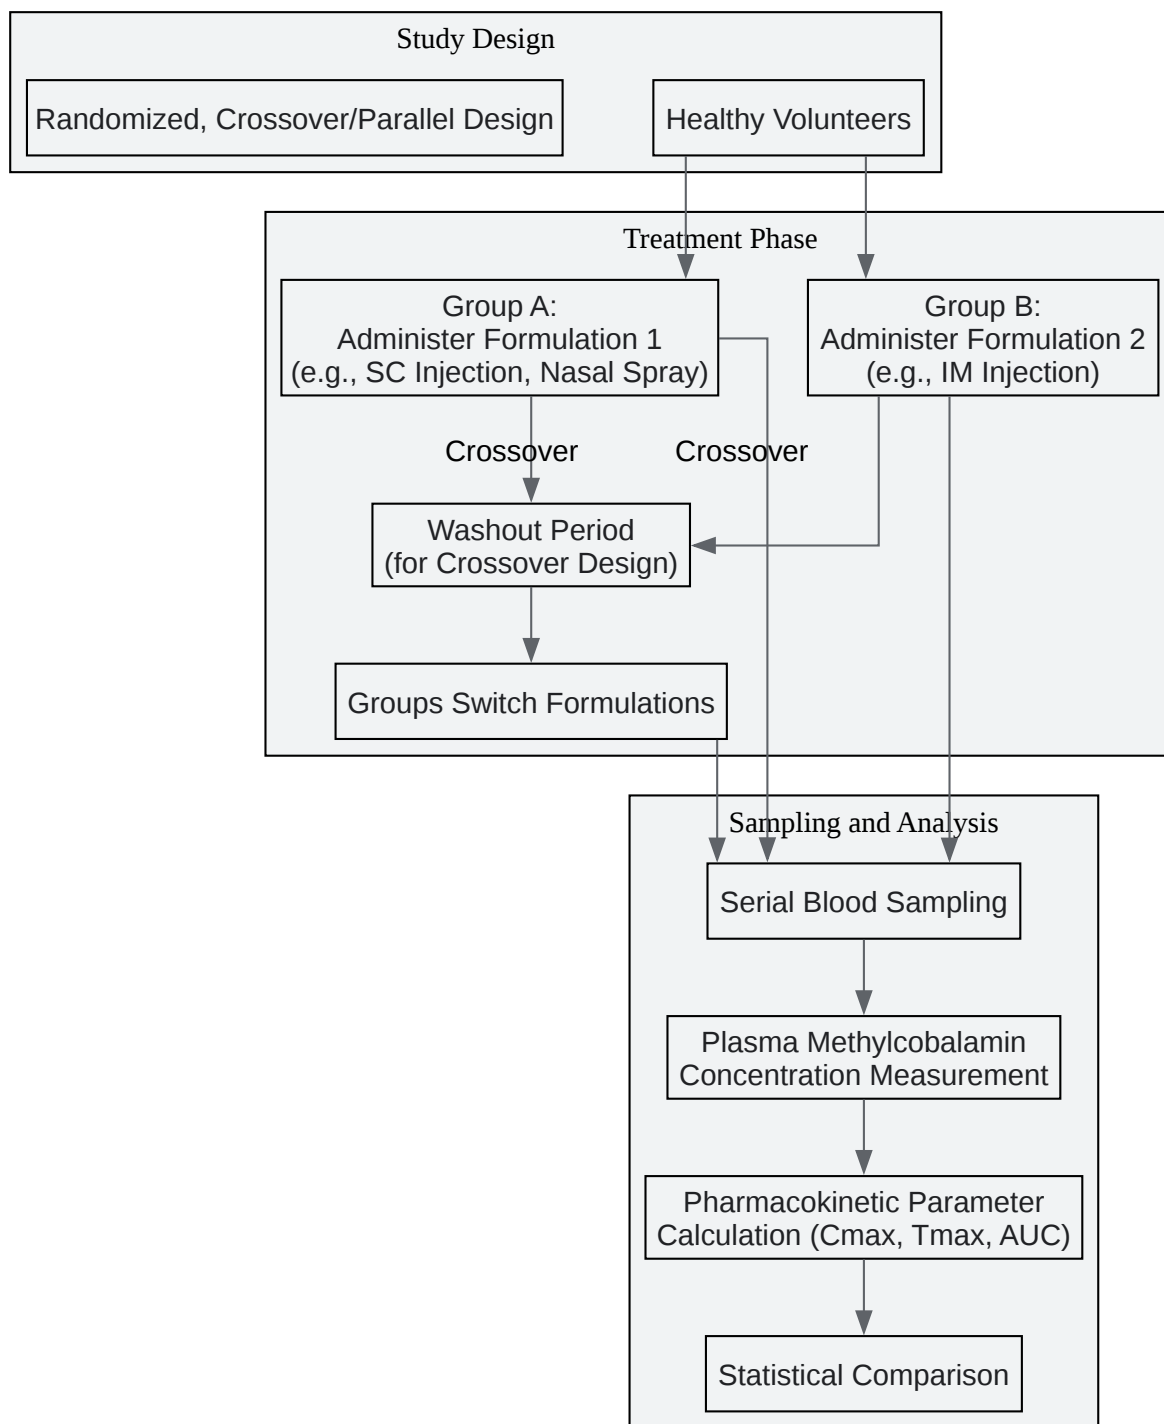 Study Design
Randomized, Crossover/Parallel Design
Healthy Volunteers
Treatment Phase
Group A:
Administer Formulation 1
(e.g., SC Injection, Nasal Spray)
Group B:
Administer Formulation 2
(e.g., IM Injection)
Crossover
Crossover
Washout Period
(for Crossover Design)
Groups Switch Formulations
Sampling and Analysis
Serial Blood Sampling
Plasma Methylcobalamin
Concentration Measurement
Pharmacokinetic Parameter
Calculation (Cmax, Tmax, AUC)
Statistical Comparison